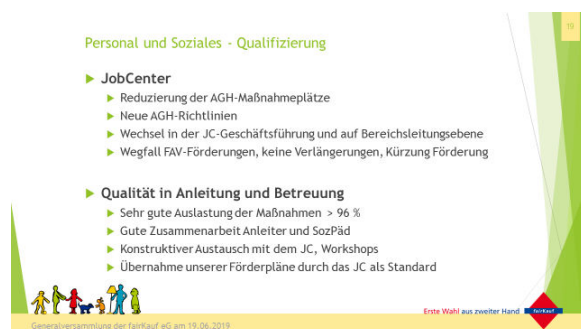 19
Personal und Soziales - Qualifizierung
JobCenter
Reduzierung der AGH-Maßnahmeplätze
Neue AGH-Richtlinien
Wechsel in der JC-Geschäftsführung und auf Bereichsleitungsebene
Wegfall FAV-Förderungen, keine Verlängerungen, Kürzung Förderung
Qualität in Anleitung und Betreuung
Sehr gute Auslastung der Maßnahmen > 96 %
Gute Zusammenarbeit Anleiter und SozPäd
Konstruktiver Austausch mit dem JC, Workshops
Übernahme unserer Förderpläne durch das JC als Standard
Erste Wahl aus zweiter Hand
fairKauf
Generalversammlung der fairKauf eG am 19.06.2019